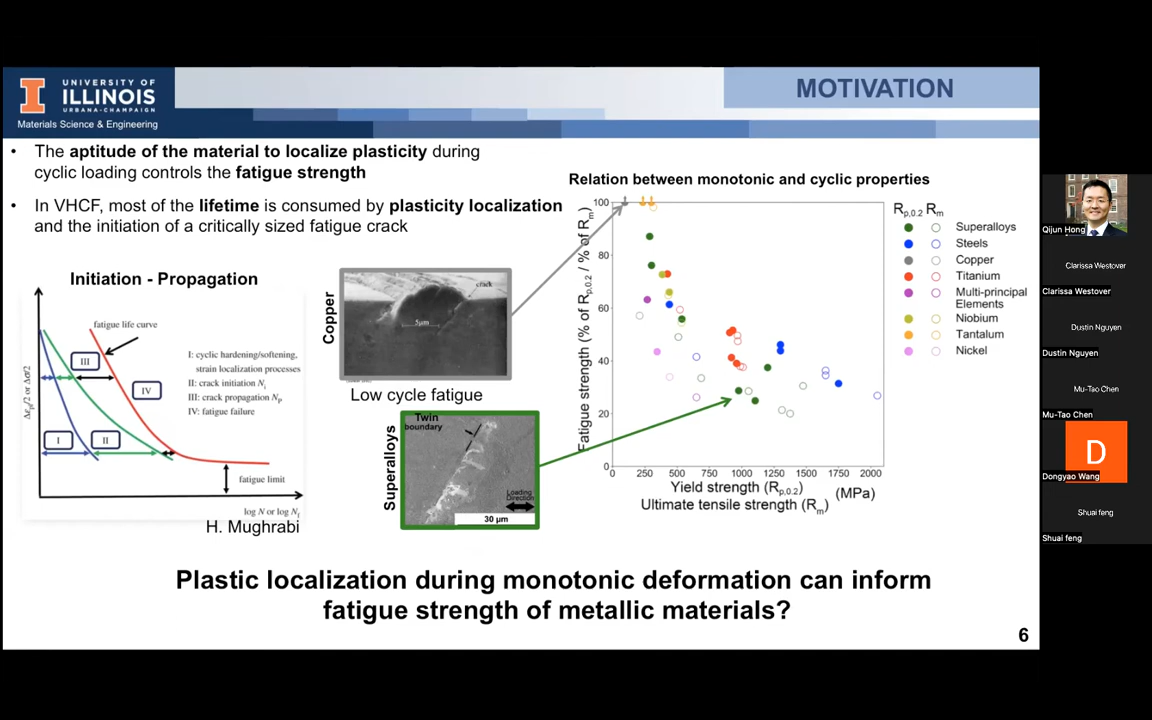 UNIVERSITY OF
ILLINOIS
URBANA-CHAMPAIGN
Materials Science & Engineering
MOTIVATION
• The aptitude of the material to localize plasticity during
cyclic loading controls the fatigue strength
• In VHCF, most of the lifetime is consumed by plasticity localization
and the initiation of a critically sized fatigue crack
Initiation - Propagation
fatigue life curve
I
II
III
IV
I: cyclic hardening/softening,
strain localization processes
II: crack initiation Ni
III: crack propagation NP
IV: fatigue failure
fatigue limit
log N or log Nf
H. Mughrabi
Copper
crack
5μm
Low cycle fatigue
Superalloys
Twin
boundary
Loading
Direction
30 μm
Relation between monotonic and cyclic properties
Fatigue strength (% of Rp,0.2 / % of Rm)
100
80
60
40
20
0
0 250 500 750 1000 1250 1500 1750 2000
Yield strength (Rp,0.2)
Ultimate tensile strength (Rm)
(MPa)
Rp,0.2 Rm
Superalloys
Steels
Copper
Titanium
Multi-principal
Elements
Niobium
Tantalum
Nickel
Plastic localization during monotonic deformation can inform
fatigue strength of metallic materials?
6
Qijun Hong
Clarissa Westover
Clarissa Westover
Dustin Nguyen
Dustin Nguyen
Mu-Tao Chen
Mu-Tao Chen
D
Dongyao Wang
Shuai feng
Shuai feng